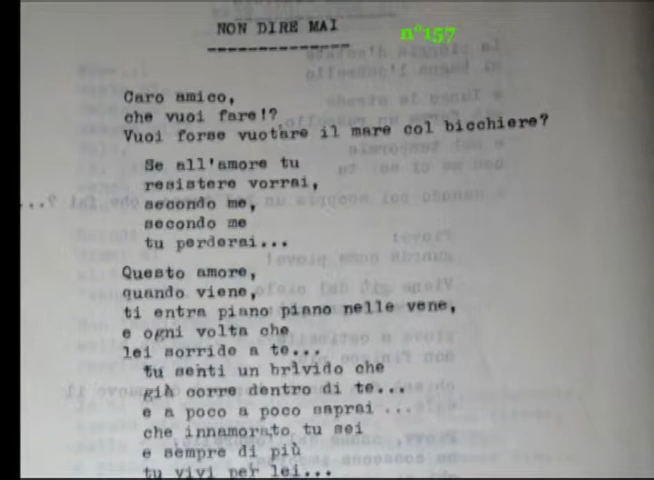 NON DIRE MAI
n°157
Caro amico,
che vuoi fare!?
Vuoi forse vuotare il mare col bicchiere?
Se all'amore tu
resistere vorrai,
secondo me,
secondo me
tu perderai...
Questo amore,
quando viene,
ti entra piano piano nelle vene,
e ogni volta che
lei sorride a te...
tu senti un brivido che
già corre dentro di te...
e a poco a poco saprai ...
che innamorato tu sei
e sempre di più
tu vivi per lei...